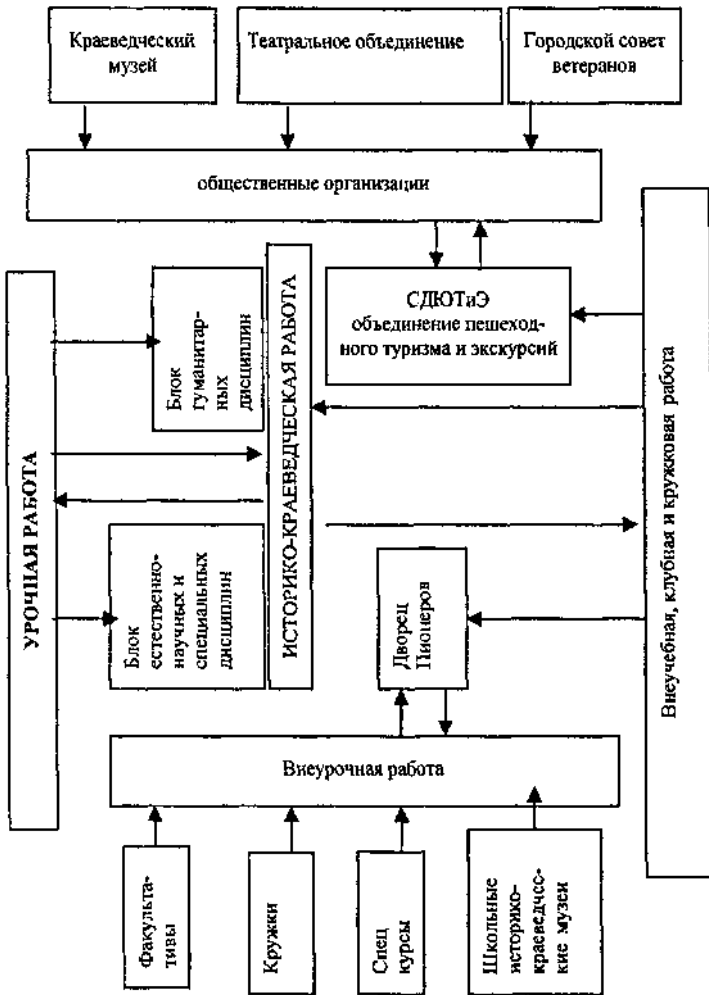 Краеведческий
музей
Театральное объединение
Городской совет
ветеранов
общественные организации
УРОЧНАЯ РАБОТА
Блок
гуманитар-
ных
дисциплин
Блок
естественно-
научных и
специальных
дисциплин
ИСТОРИКО-КРАЕВЕДЧЕСКАЯ РАБОТА
СДЮТиЭ
объединение пешеход-
ного туризма и экскурсий
Дворец
Пионеров
Внеучебная, клубная и кружковая работа
Внеурочная работа
Факульта-
тивы
Кружки
Спец
курсы
Школьные
историко-
краеведчес-
кие музеи